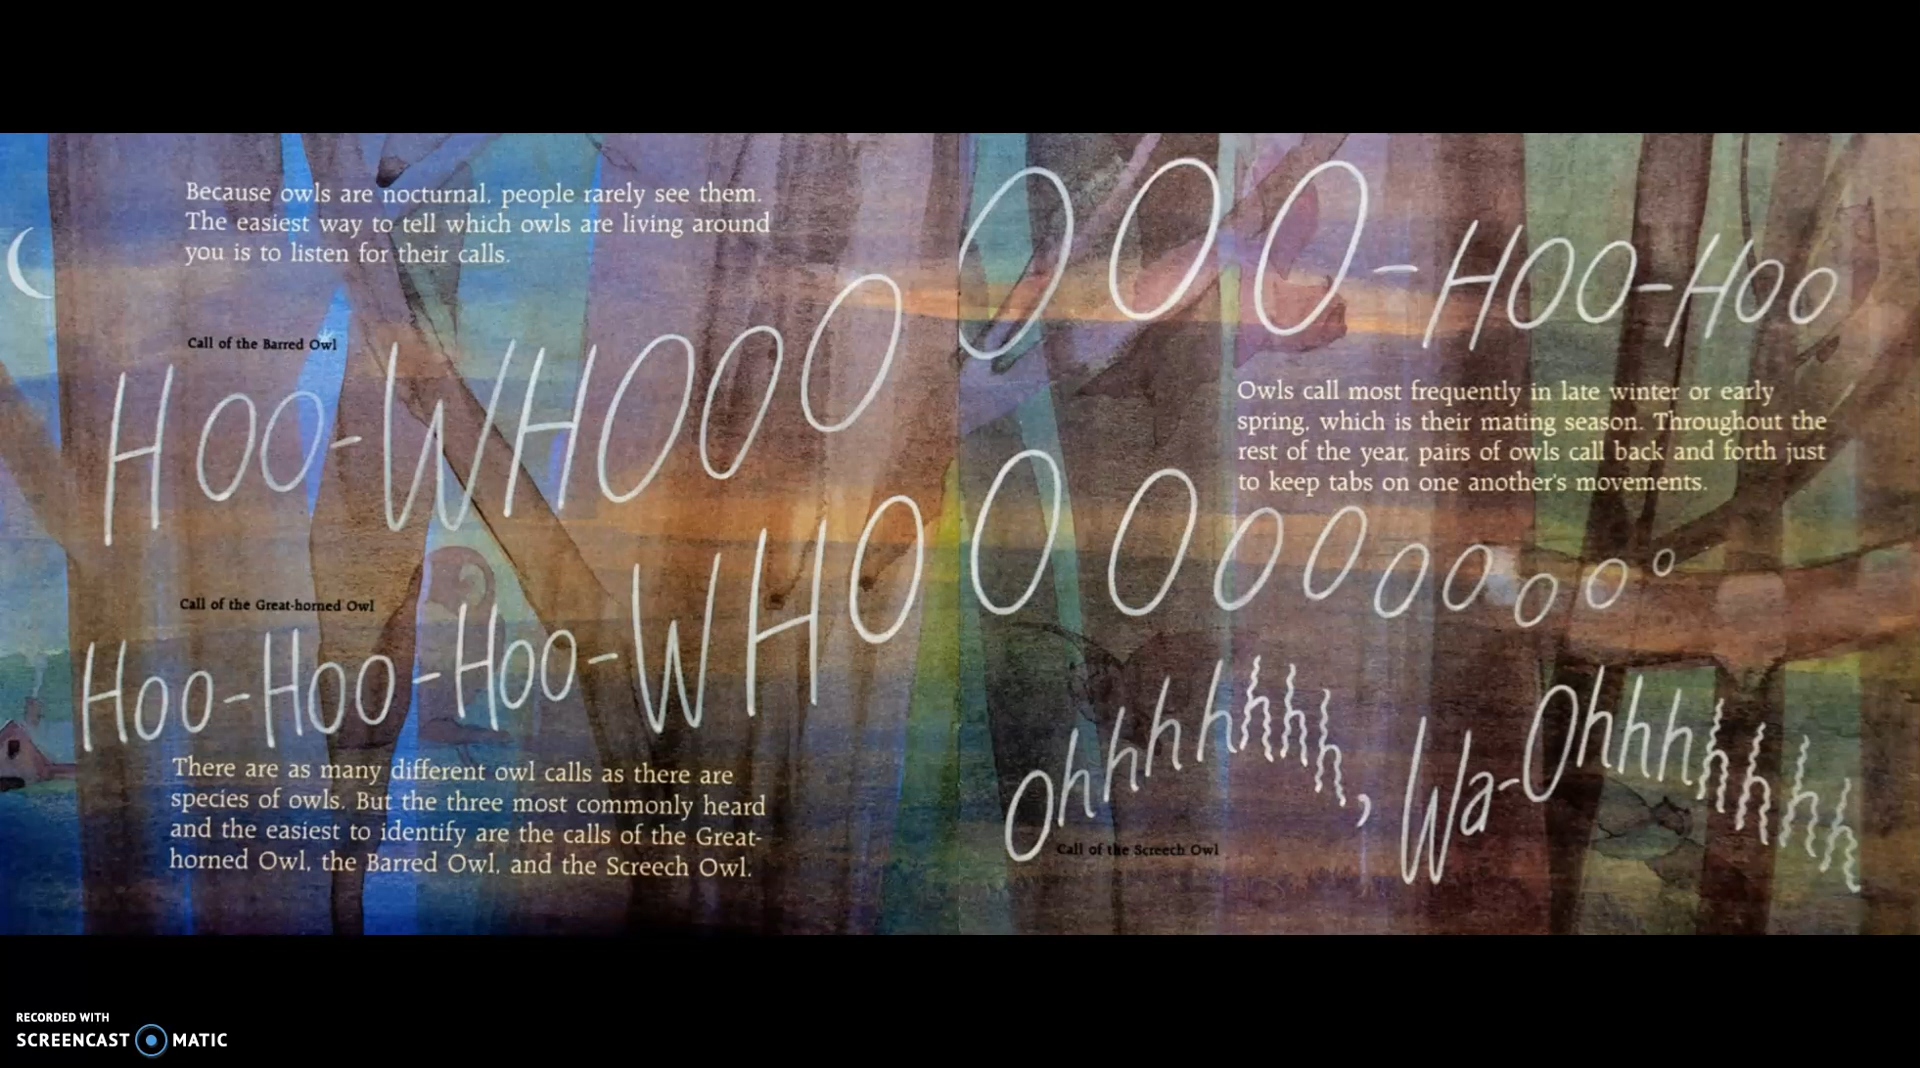 Because owls are nocturnal, people rarely see them.
The easiest way to tell which owls are living around
you is to listen for their calls.
Call of the Barred Owl
HOO-WHOOOOOO-HOO-HOO
Call of the Great-horned Owl
Hoo-Hoo-Hoo-WHOOOOOOOOOO
There are as many different owl calls as there are
species of owls. But the three most commonly heard
and the easiest to identify are the calls of the Great-
horned Owl, the Barred Owl, and the Screech Owl.
Owls call most frequently in late winter or early
spring, which is their mating season. Throughout the
rest of the year, pairs of owls call back and forth just
to keep tabs on one another's movements.
Ohhhhhhhh, Wa-Ohhhhhhhh
Call of the Screech Owl
RECORDED WITH
SCREENCAST MATIC